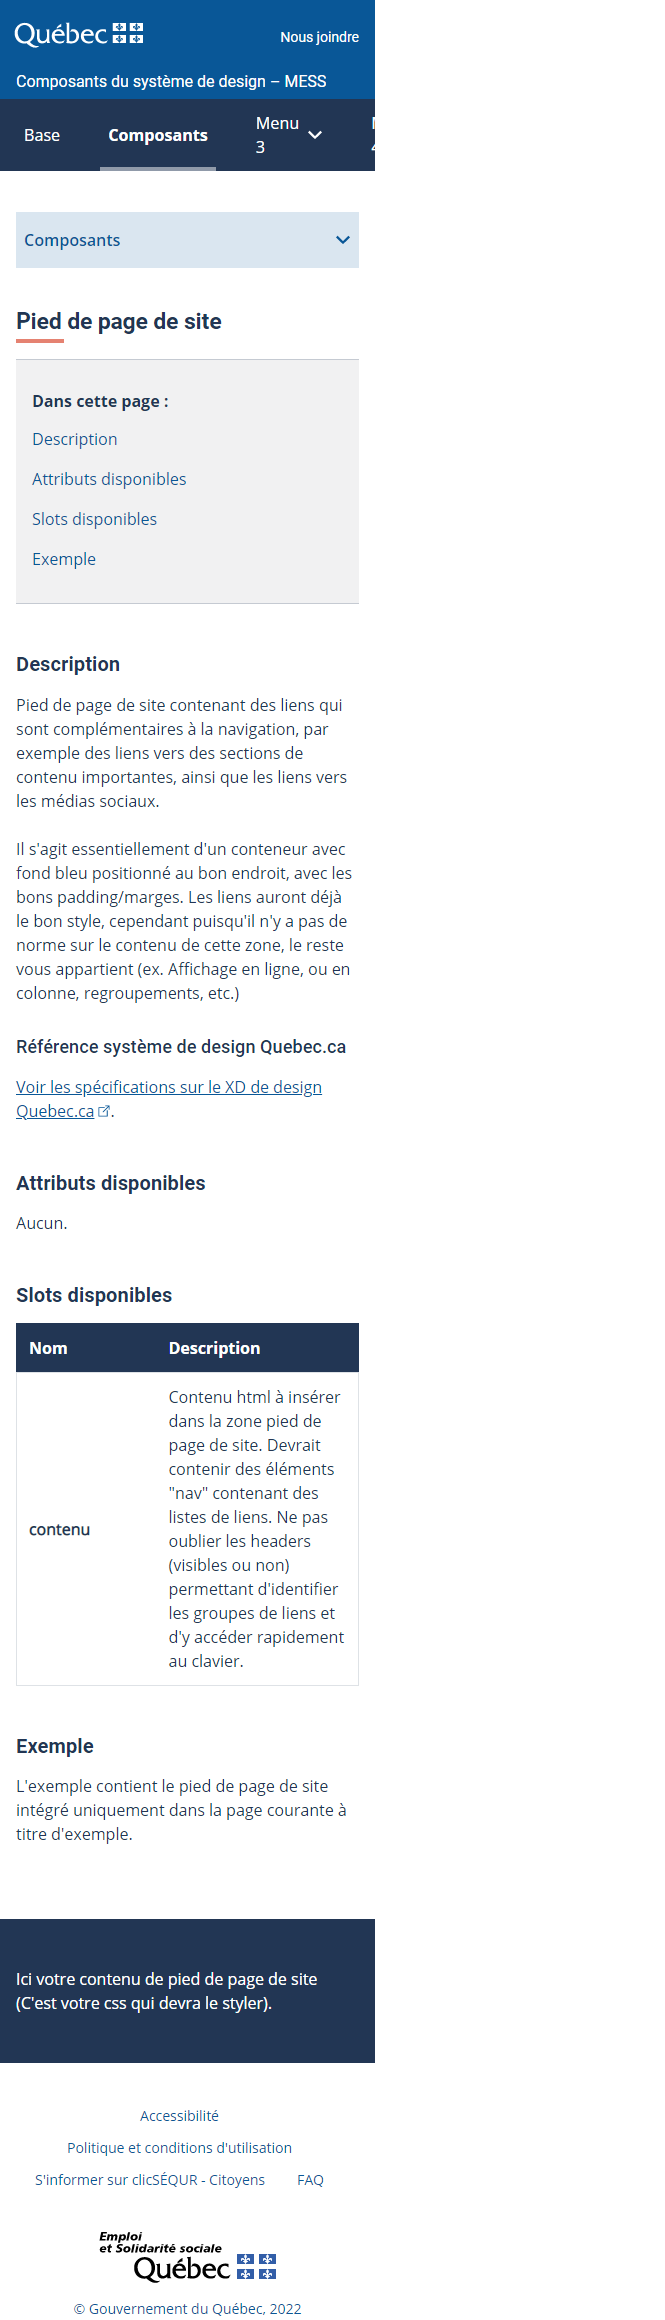 Québec
Nous joindre
Composants du système de design – MESS
Base
Composants
Menu
3
Composants
Pied de page de site
Dans cette page :
Description
Attributs disponibles
Slots disponibles
Exemple
Description
Pied de page de site contenant des liens qui
sont complémentaires à la navigation, par
exemple des liens vers des sections de
contenu importantes, ainsi que les liens vers
les médias sociaux.
Il s'agit essentiellement d'un conteneur avec
fond bleu positionné au bon endroit, avec les
bons padding/marges. Les liens auront déjà
le bon style, cependant puisqu'il n'y a pas de
norme sur le contenu de cette zone, le reste
vous appartient (ex. Affichage en ligne, ou en
colonne, regroupements, etc.)
Référence système de design Quebec.ca
Voir les spécifications sur le XD de design
Quebec.ca.
Attributs disponibles
Aucun.
Slots disponibles
Nom Description
Contenu html à insérer
dans la zone pied de
page de site. Devrait
contenir des éléments
"nav" contenant des
listes de liens. Ne pas
contenu oublier les headers
(visibles ou non)
permettant d'identifier
les groupes de liens et
d'y accéder rapidement
au clavier.
Exemple
L'exemple contient le pied de page de site
intégré uniquement dans la page courante à
titre d'exemple.
Ici votre contenu de pied de page de site
(C'est votre css qui devra le styler).
Accessibilité
Politique et conditions d'utilisation
S'informer sur clicSÉQUR - Citoyens FAQ
Emploi
et Solidarité sociale
Québec
© Gouvernement du Québec, 2022